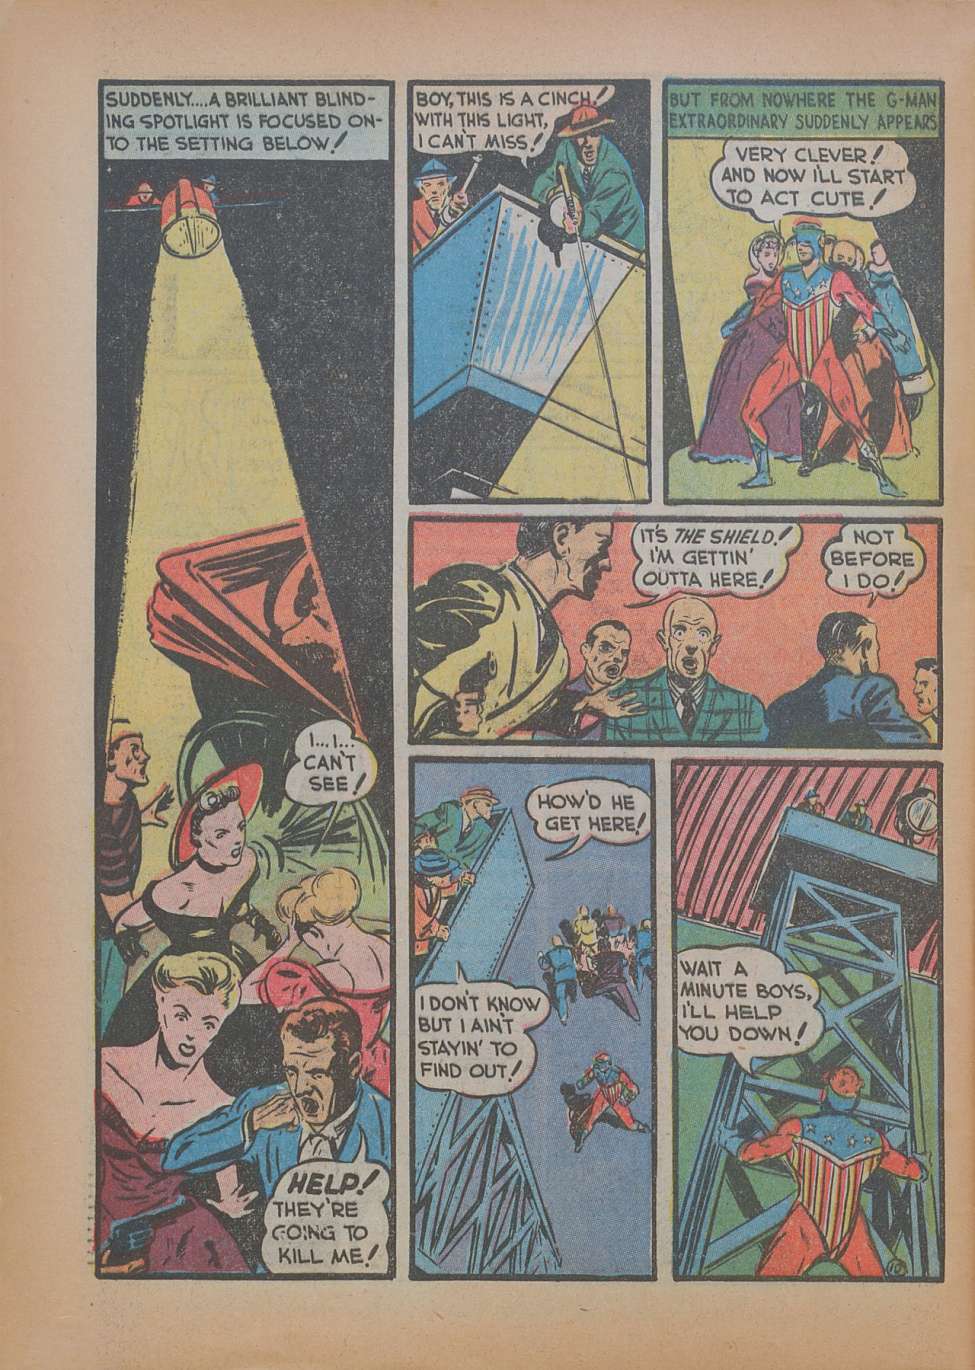 SUDDENLY....A BRILLIANT BLIND-
ING SPOTLIGHT IS FOCUSED ON-
TO THE SETTING BELOW!
I...I...
CAN'T
SEE!
HELP!
THEY'RE
GOING TO
KILL ME!
BOY, THIS IS A CINCH!
WITH THIS LIGHT,
I CAN'T MISS!
BUT FROM NOWHERE THE G-MAN
EXTRAORDINARY SUDDENLY APPEARS
VERY CLEVER!
AND NOW I'LL START
TO ACT CUTE!
IT'S THE SHIELD!
I'M GETTIN'
OUTTA HERE!
NOT
BEFORE
I DO!
HOW'D HE
GET HERE!
I DON'T KNOW
BUT I AIN'T
STAYIN' TO
FIND OUT!
WAIT A
MINUTE BOYS,
I'LL HELP
YOU DOWN!
10